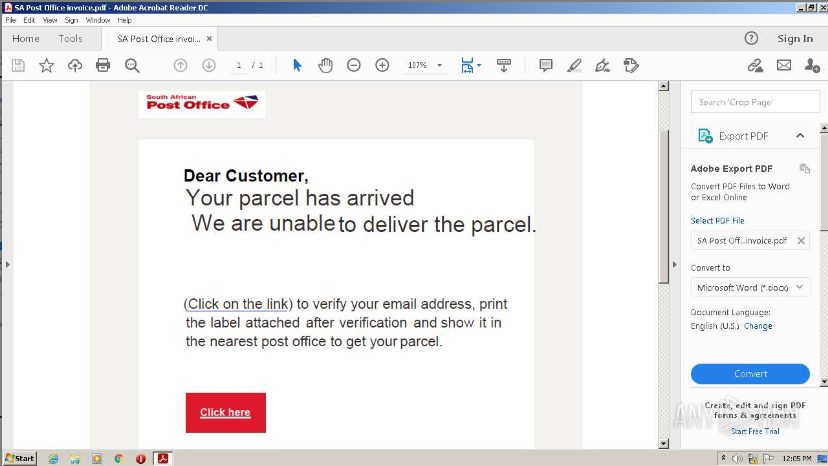 SA Post Office invoice.pdf - Adobe Acrobat Reader DC
File Edit View Sign Window Help
Home Tools SA Post Office invoi... × ? Sign In
1 / 1 107%
South African
Post Office
Dear Customer,
Your parcel has arrived
We are unable to deliver the parcel.
(Click on the link) to verify your email address, print
the label attached after verification and show it in
the nearest post office to get your parcel.
Click here
Search 'Crop Page'
Export PDF
Adobe Export PDF
Convert PDF Files to Word
or Excel Online
Select PDF File
SA Post Off...invoice.pdf
Convert to
Microsoft Word (*.docx)
Document Language:
English (U.S.) Change
Convert
Create, edit and sign PDF
forms & agreements
Start Free Trial
ANY RUN
Start
12:05 PM